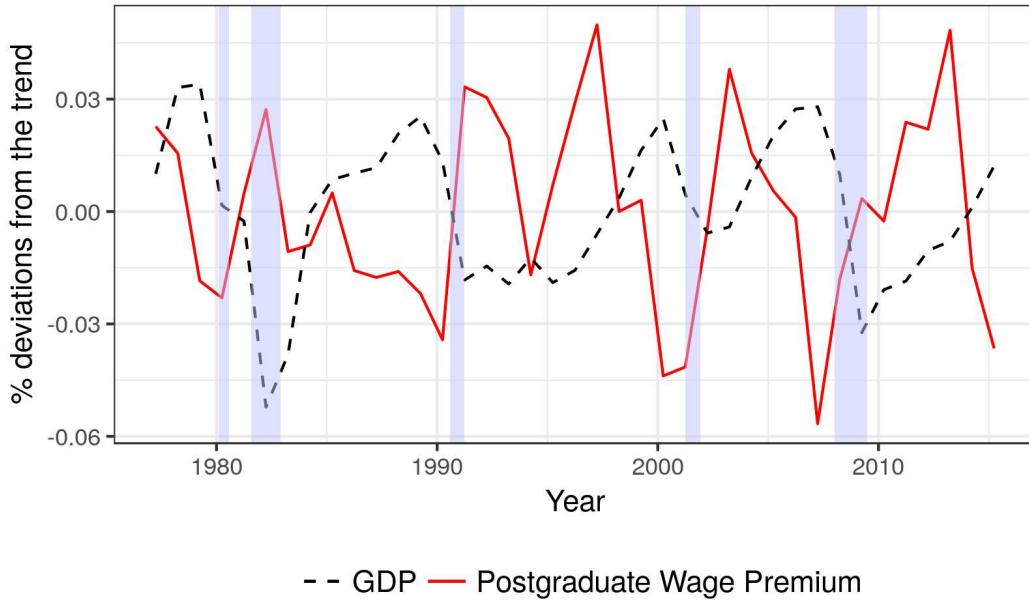 % deviations from the trend
0.03
0.00
-0.03
-0.06
1980 1990 2000 2010
Year
GDP Postgraduate Wage Premium